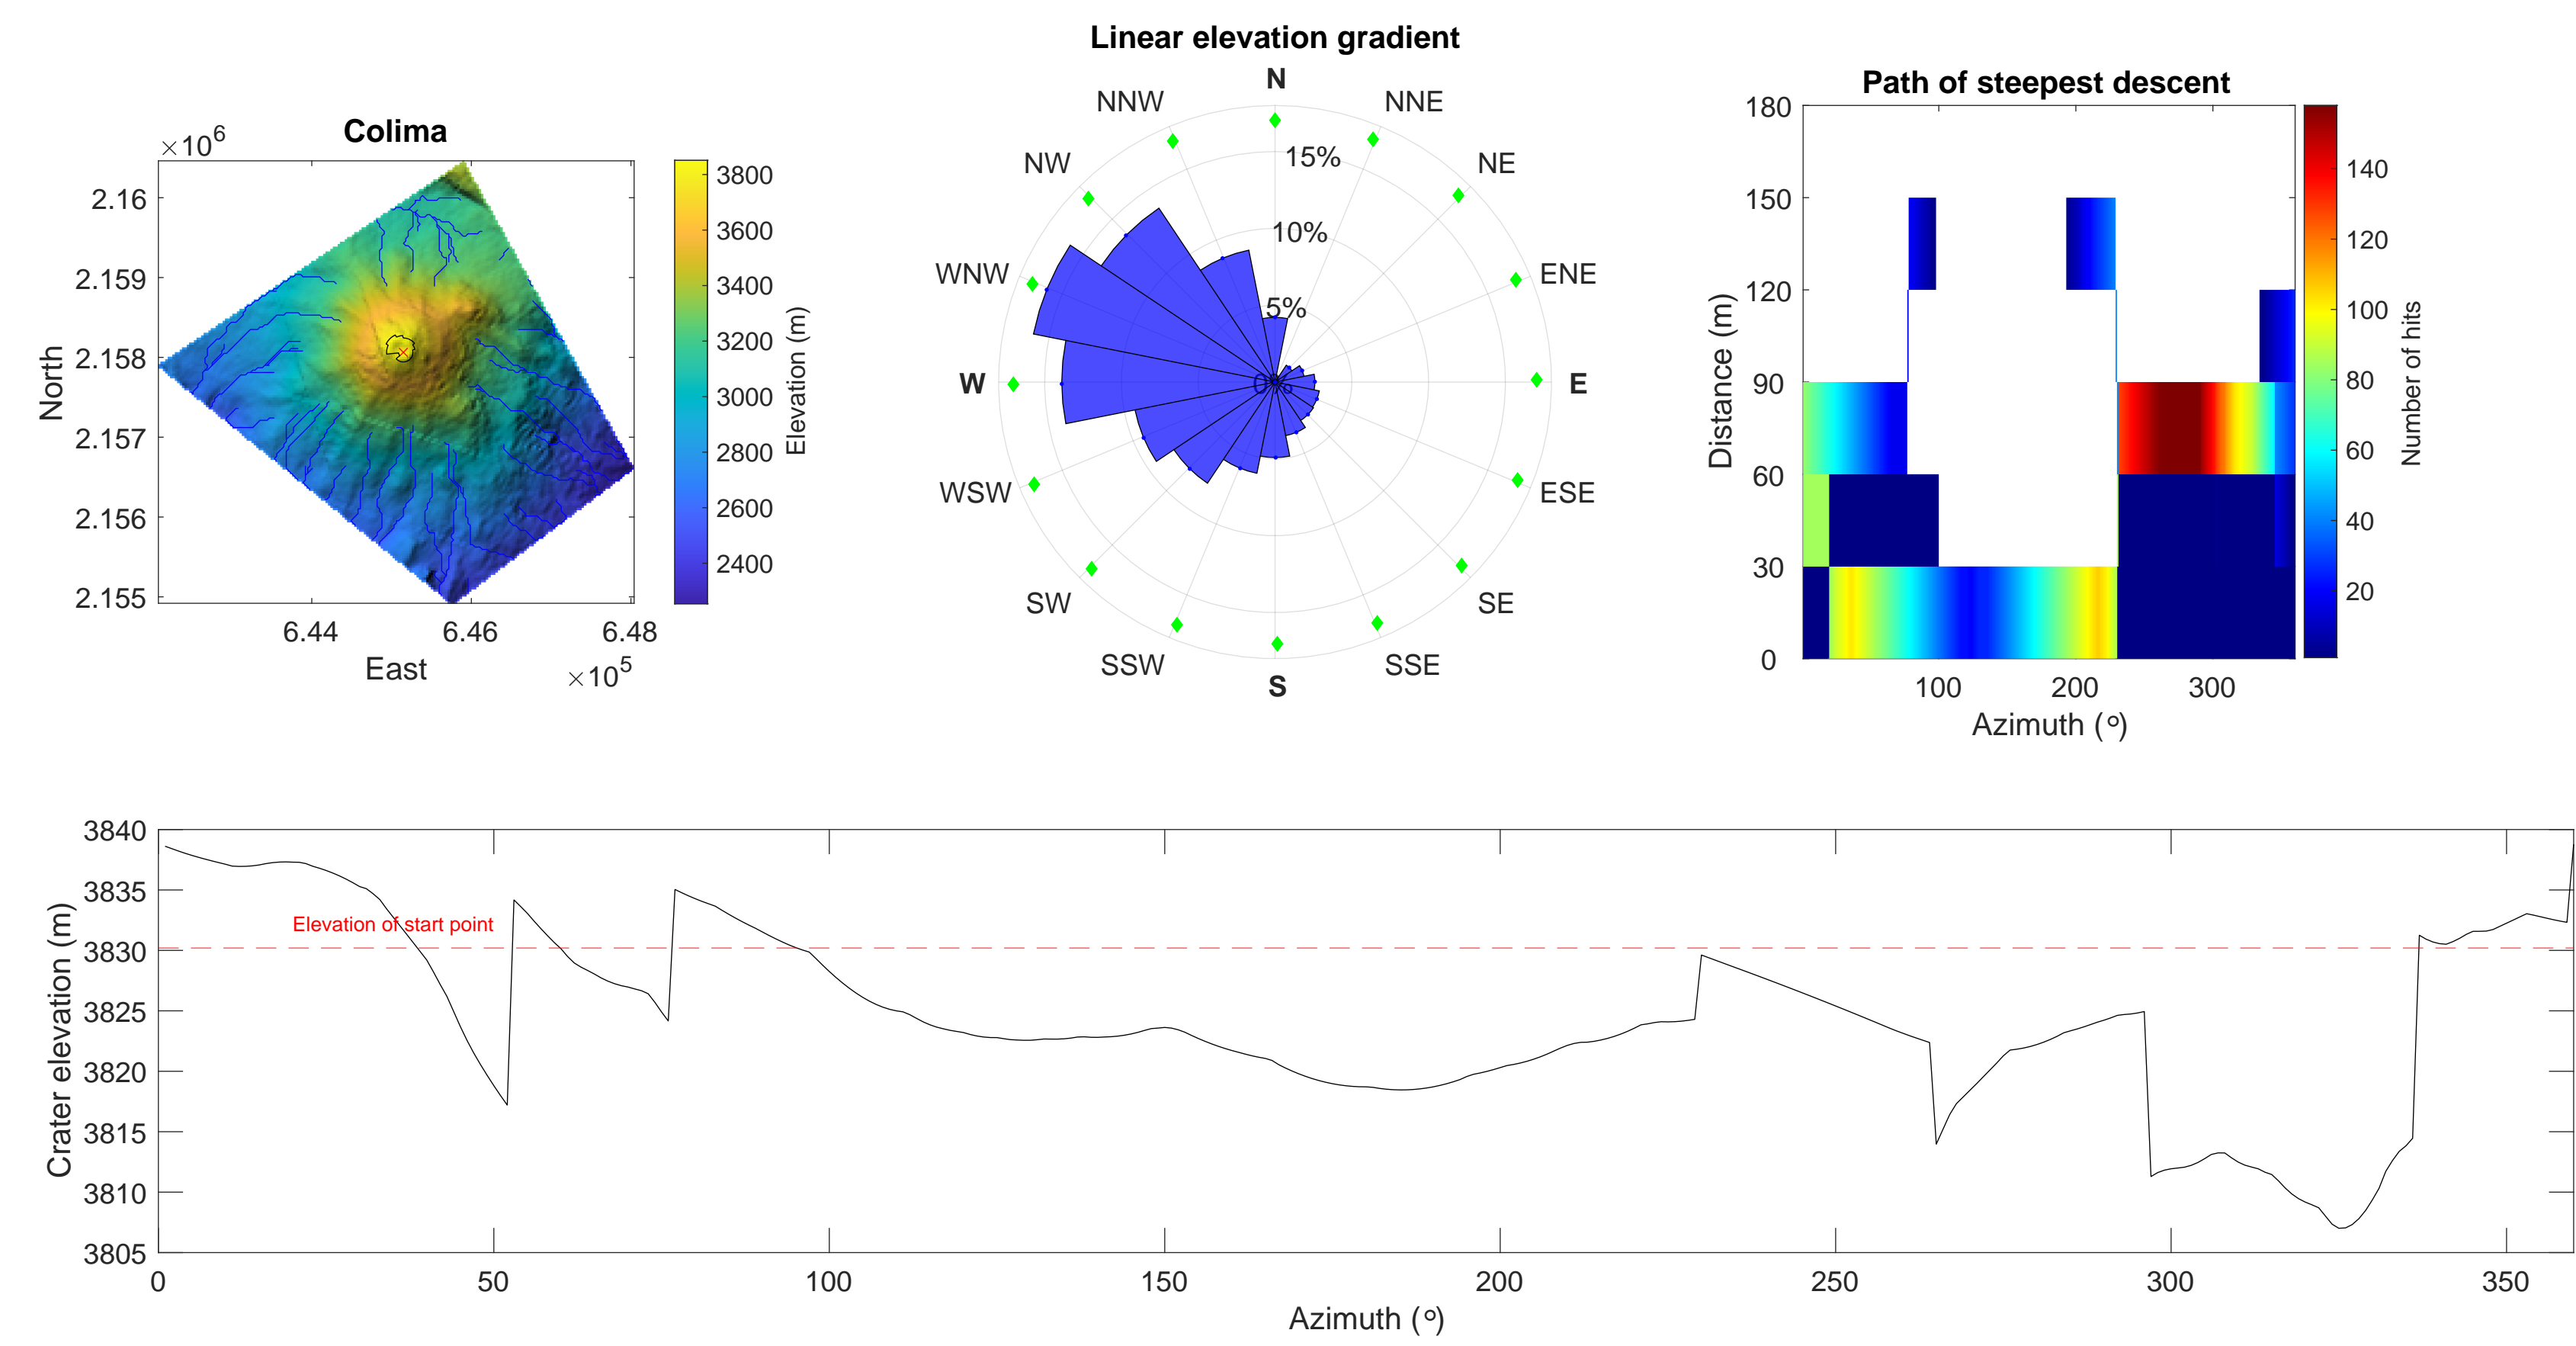 Colima
×10^6
2.16
2.159
2.158
2.157
2.156
2.155
North
6.44 6.46 6.48
East
×10^5
3800
3600
3400
3200
3000
2800
2600
2400
Elevation (m)
Linear elevation gradient
N
NNW NNE
NW NE
WNW ENE
W E
WSW ESE
SW SE
SSW SSE
S
15%
10%
5%
Path of steepest descent
180
150
120
90
60
30
0
Distance (m)
100 200 300
Azimuth (°)
140
120
100
80
60
40
20
Number of hits
3840
3835
3830
3825
3820
3815
3810
3805
Crater elevation (m)
Elevation of start point
0 50 100 150 200 250 300 350
Azimuth (°)